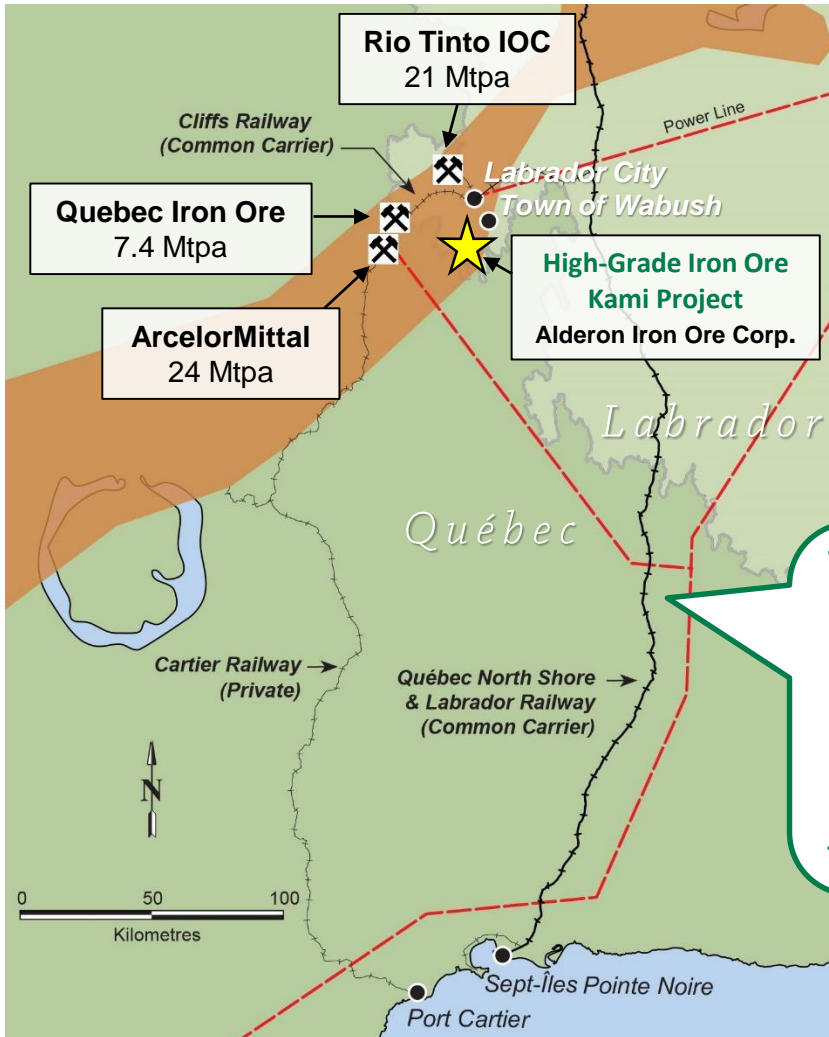 Rio Tinto IOC
21 Mtpa
Cliffs Railway
(Common Carrier)
Power Line
Labrador City
Town of Wabush
Quebec Iron Ore
7.4 Mtpa
High-Grade Iron Ore
Kami Project
Alderon Iron Ore Corp.
ArcelorMittal
24 Mtpa
Labrador
Québec
Cartier Railway
(Private)
Québec North Shore
& Labrador Railway
(Common Carrier)
N
0 50 100
Kilometres
Sept-Îles Pointe Noire
Port Cartier